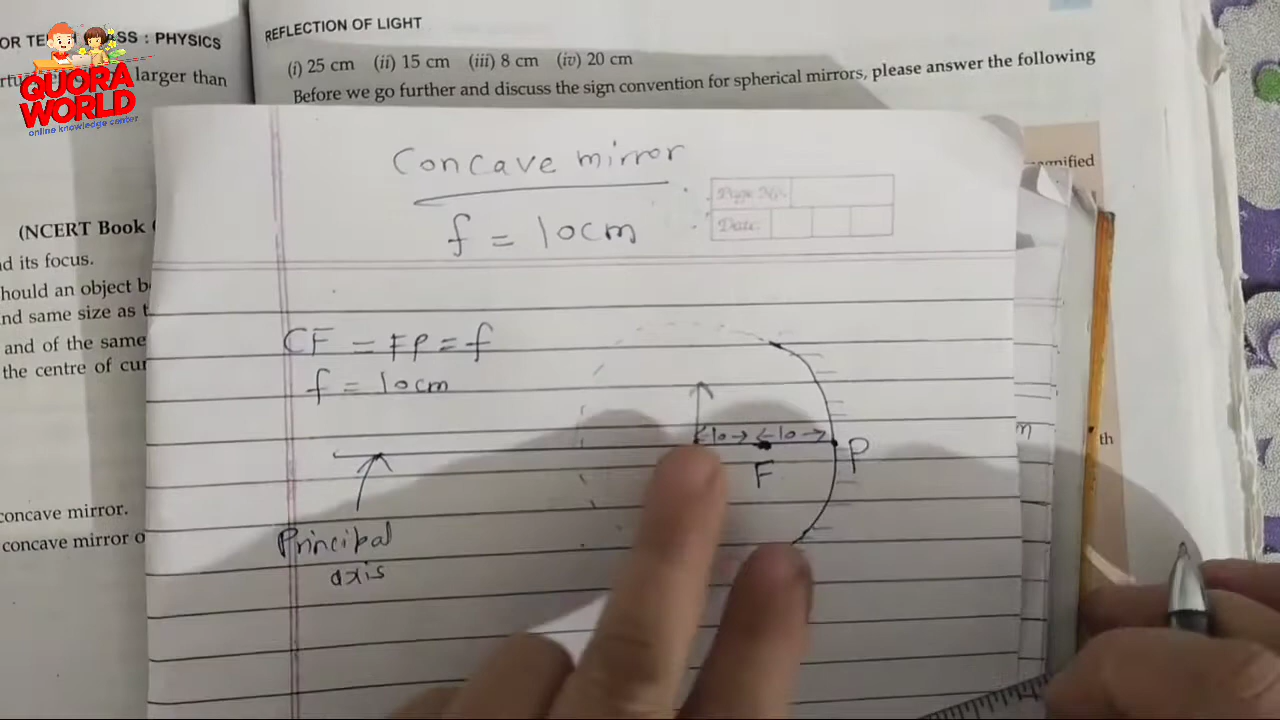 OR TE SS : PHYSICS
larger than
QUORA
WORLD
online knowledge center
(NCERT Book
d its focus.
hould an object b
nd same size as t
and of the same
the centre of cur
concave mirror.
concave mirror o
REFLECTION OF LIGHT
(i) 25 cm (ii) 15 cm (iii) 8 cm (iv) 20 cm
Before we go further and discuss the sign convention for spherical mirrors, please answer the following
agnified
th
Concave mirror
f = 10cm
Page No.
Date:
CF = FP = f
f = 10cm
10 10
F
P
Principal
axis